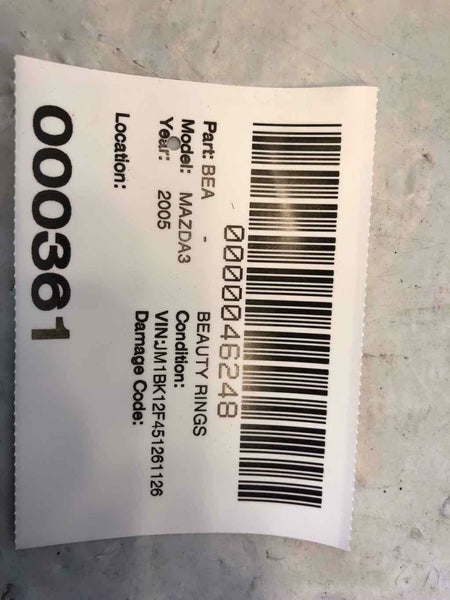 0000046248
Part: BEA - BEAUTY RINGS
Model: MAZDA3 Condition:
Year: 2005 VIN:JM1BK12F451261126
Damage Code:
Location:
000361